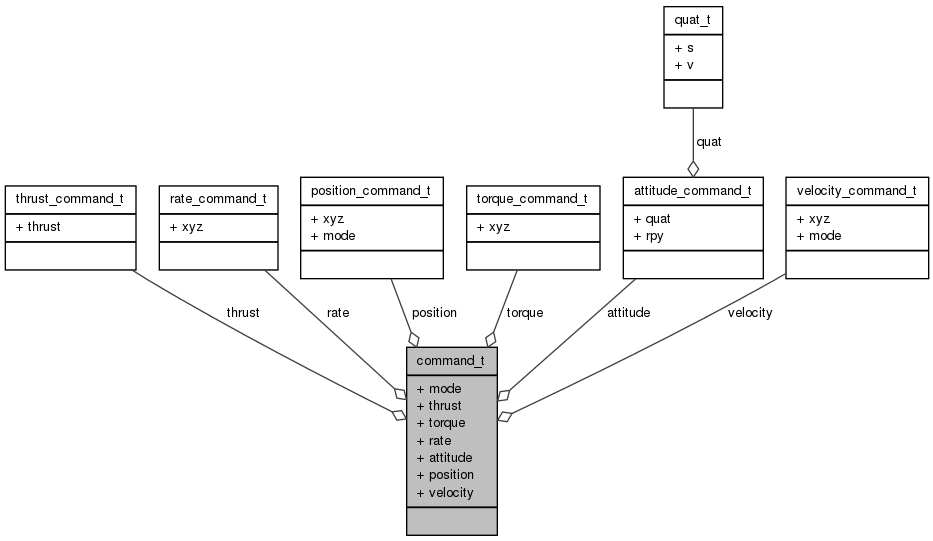 quat_t
+ s
+ v
quat
thrust_command_t
+ thrust
rate_command_t
+ xyz
position_command_t
+ xyz
+ mode
torque_command_t
+ xyz
attitude_command_t
+ quat
+ rpy
velocity_command_t
+ xyz
+ mode
thrust
rate
position
torque
attitude
velocity
command_t
+ mode
+ thrust
+ torque
+ rate
+ attitude
+ position
+ velocity